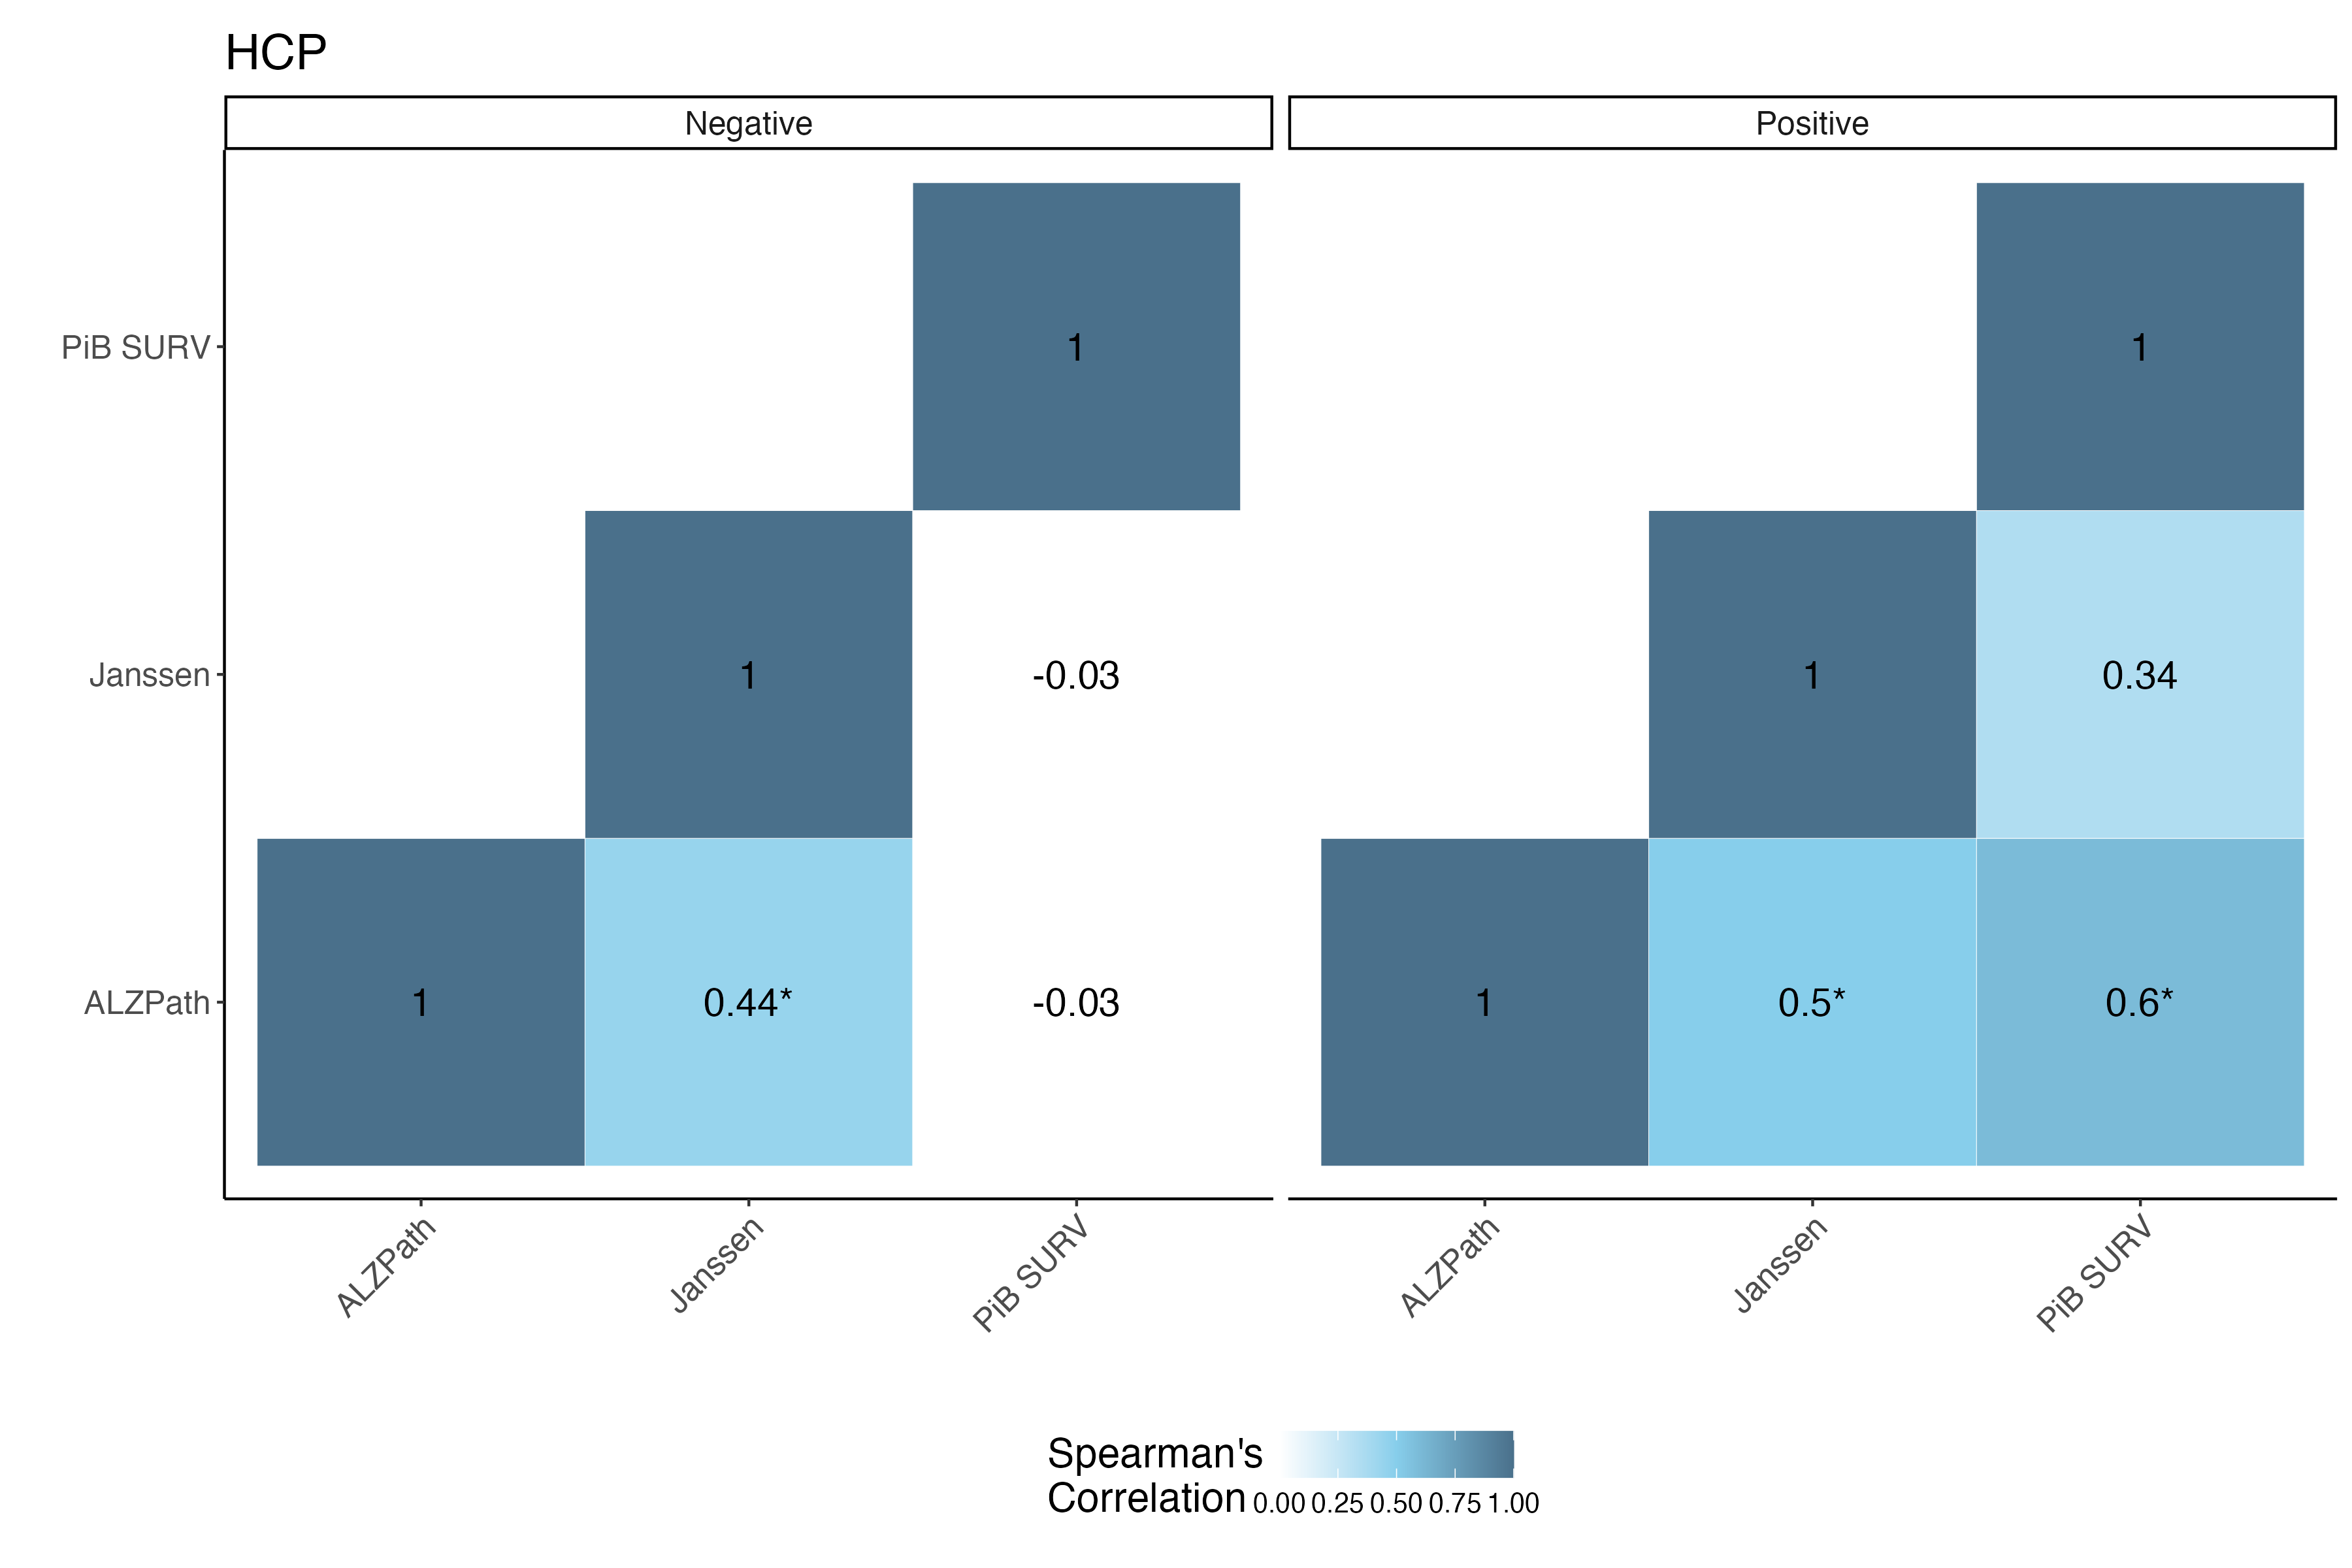 HCP
Negative
Positive
PiB SURV
1
1
Janssen
1
-0.03
1
0.34
ALZPath
1
0.44*
-0.03
1
0.5*
0.6*
ALZPath
Janssen
PiB SURV
ALZPath
Janssen
PiB SURV
Spearman's
Correlation
0.00 0.25 0.50 0.75 1.00